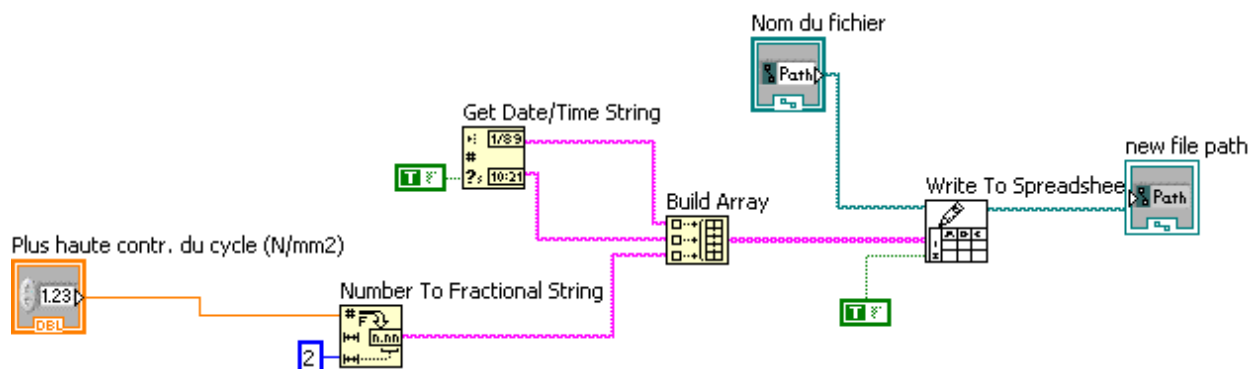 Nom du fichier
Path
Get Date/Time String
1/89
#
?s 10:21
T
new file path
Path
Write To Spreadshee
Build Array
Plus haute contr. du cycle (N/mm2)
1.23
DBL
Number To Fractional String
#
F
n.nn
2
T